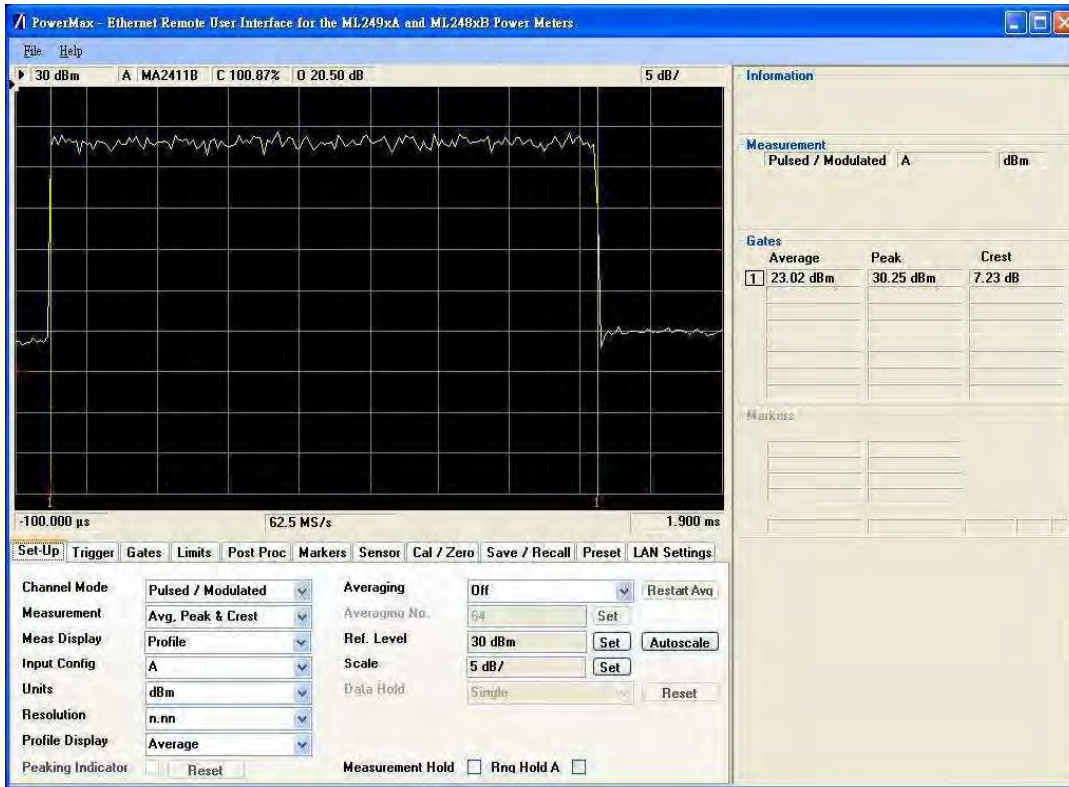 PowerMax - Ethernet Remote User Interface for the ML249xA and ML248xB Power Meters
File Help
30 dBm A MA2411B C 100.87% O 20.50 dB 5 dB/
1 1
-100.000 µs 62.5 MS/s 1.900 ms
Information
Measurement
Pulsed / Modulated A dBm
Gates
Average Peak Crest
1 23.02 dBm 30.25 dBm 7.23 dB
Markers
Set-Up Trigger Gates Limits Post Proc Markers Sensor Cal / Zero Save / Recall Preset LAN Settings
Channel Mode Pulsed / Modulated Averaging Off Restart Avg
Measurement Avg, Peak & Crest Averaging No. 64 Set
Meas Display Profile Ref. Level 30 dBm Set Autoscale
Input Config A Scale 5 dB/ Set
Units dBm Data Hold Single Reset
Resolution n.nn
Profile Display Average
Peaking Indicator Reset Measurement Hold Rng Hold A